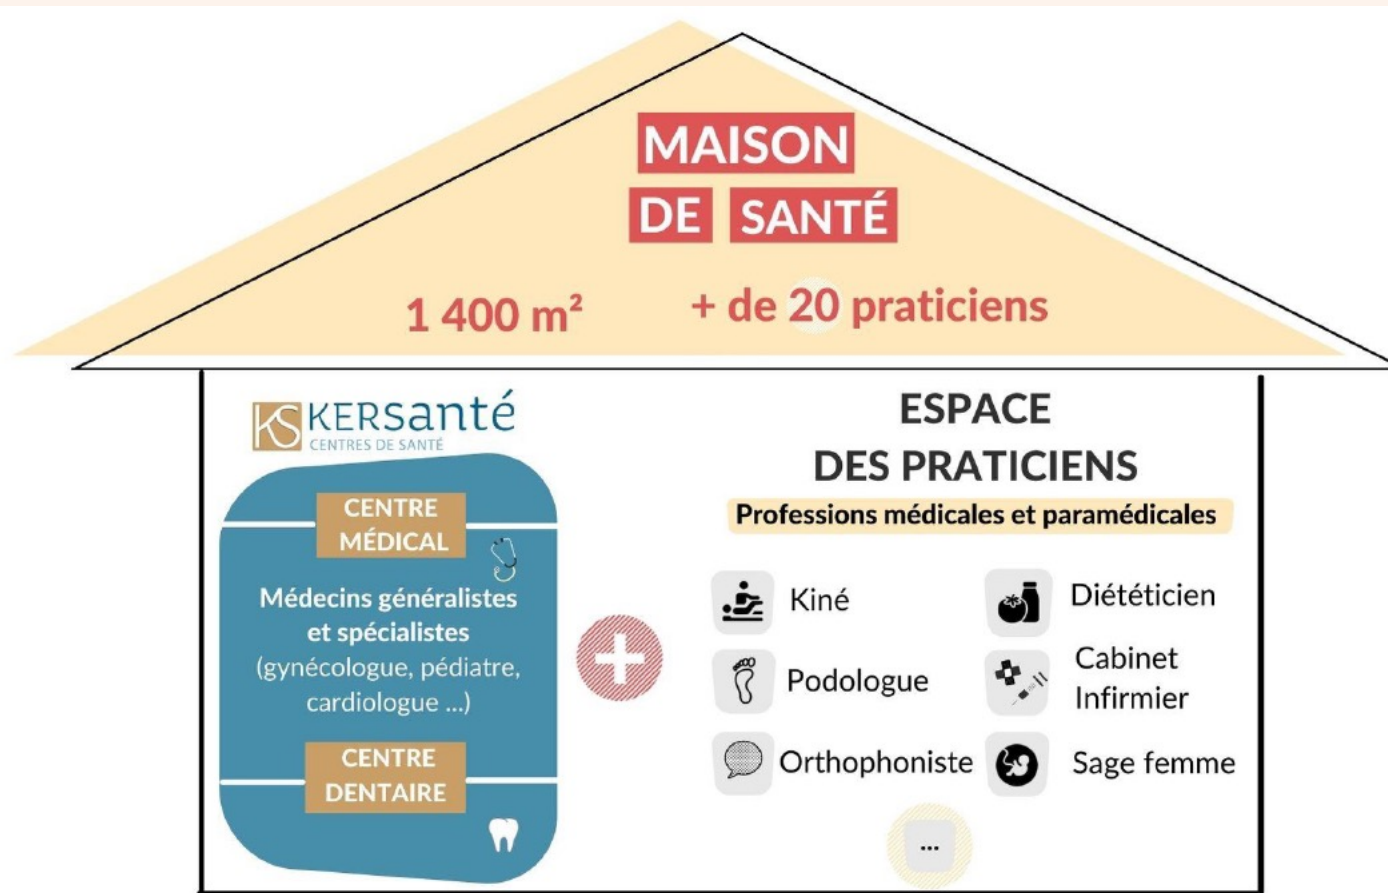 MAISON
DE SANTÉ
1 400 m²
+ de 20 praticiens
KS KERSanté
CENTRES DE SANTÉ
CENTRE
MÉDICAL
Médecins généralistes
et spécialistes
(gynécologue, pédiatre,
cardiologue ...)
CENTRE
DENTAIRE
ESPACE
DES PRATICIENS
Professions médicales et paramédicales
Kiné
Diététicien
Podologue
Cabinet
Infirmier
Orthophoniste
Sage femme
...